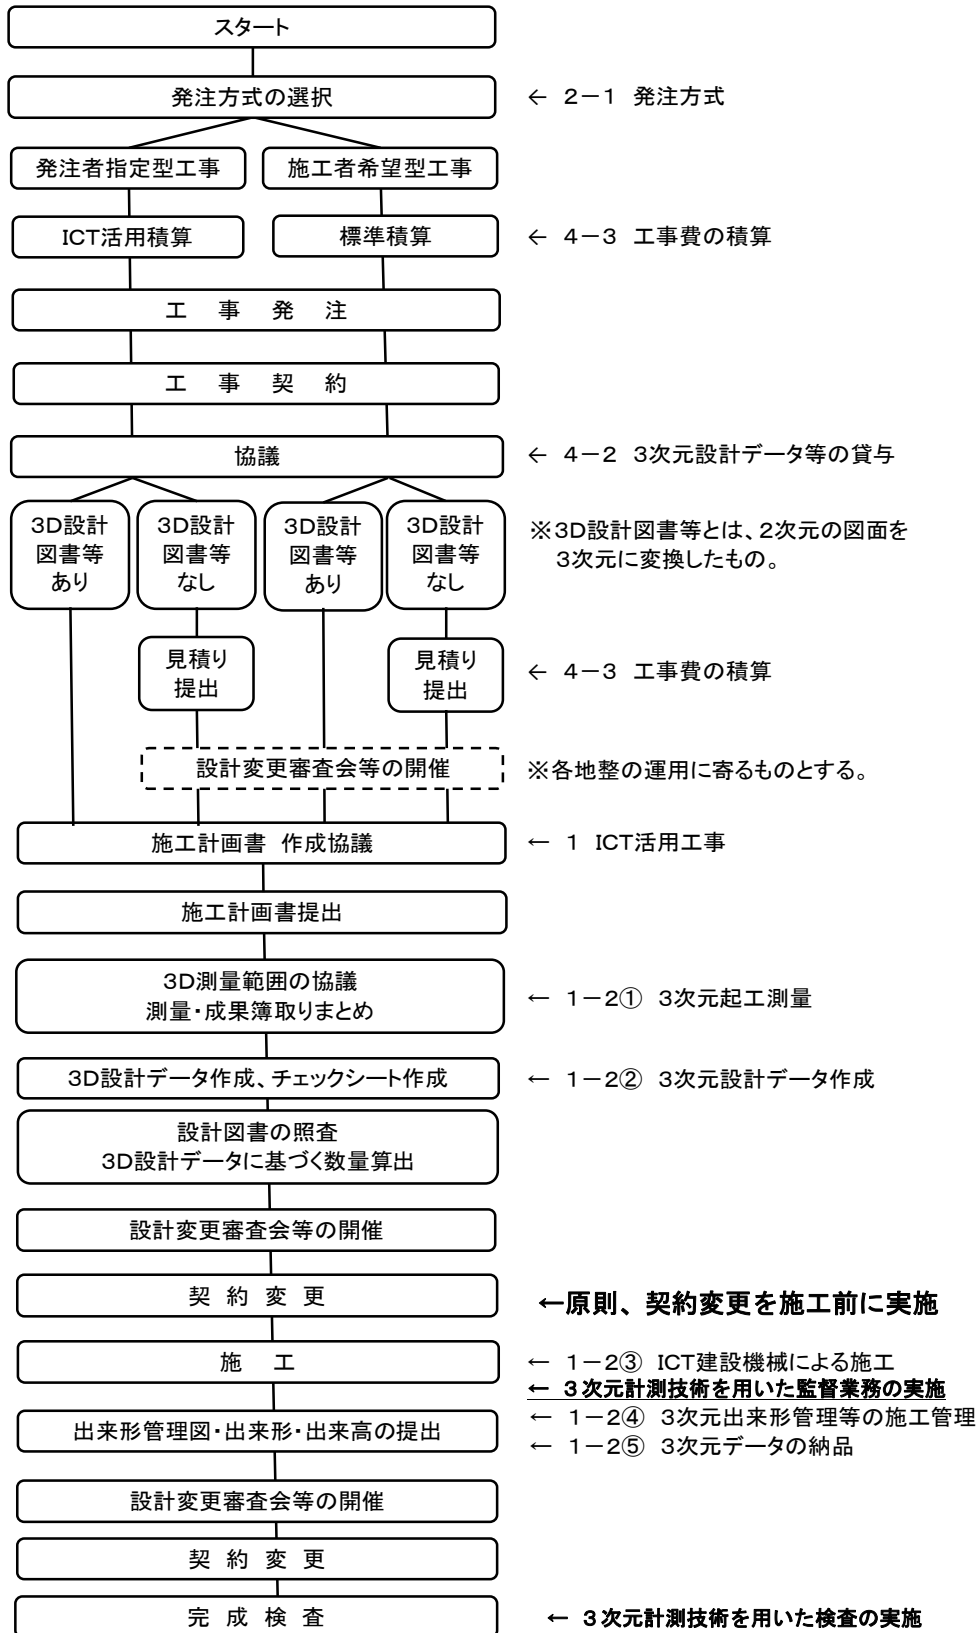 スタート
発注方式の選択
← 2－1 発注方式
発注者指定型工事
施工者希望型工事
ICT活用積算
標準積算
← 4－3 工事費の積算
工 事 発 注
工 事 契 約
協議
← 4－2 3次元設計データ等の貸与
3D設計
図書等
あり
3D設計
図書等
なし
3D設計
図書等
あり
3D設計
図書等
なし
※3D設計図書等とは、2次元の図面を
3次元に変換したもの。
見積り
提出
見積り
提出
← 4－3 工事費の積算
設計変更審査会等の開催
※各地整の運用に寄るものとする。
施工計画書 作成協議
← 1 ICT活用工事
施工計画書提出
3D測量範囲の協議
測量・成果簿取りまとめ
← 1－2① 3次元起工測量
3D設計データ作成、チェックシート作成
← 1－2② 3次元設計データ作成
設計図書の照査
3D設計データに基づく数量算出
設計変更審査会等の開催
契 約 変 更
←原則、契約変更を施工前に実施
施 工
← 1－2③ ICT建設機械による施工
← 3次元計測技術を用いた監督業務の実施
出来形管理図・出来形・出来高の提出
← 1－2④ 3次元出来形管理等の施工管理
← 1－2⑤ 3次元データの納品
設計変更審査会等の開催
契 約 変 更
完 成 検 査
← 3次元計測技術を用いた検査の実施